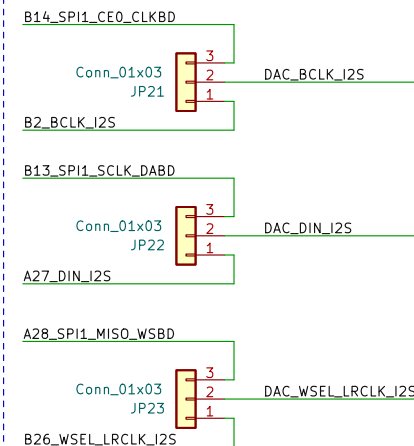 B14_SPI1_CE0_CLKBD
3
Conn_01x03
2
DAC_BCLK_I2S
JP21
1
B2_BCLK_I2S
B13_SPI1_SCLK_DABD
3
Conn_01x03
2
DAC_DIN_I2S
JP22
1
A27_DIN_I2S
A28_SPI1_MISO_WSBD
3
Conn_01x03
2
DAC_WSEL_LRCLK_I2S
JP23
1
B26_WSEL_LRCLK_I2S